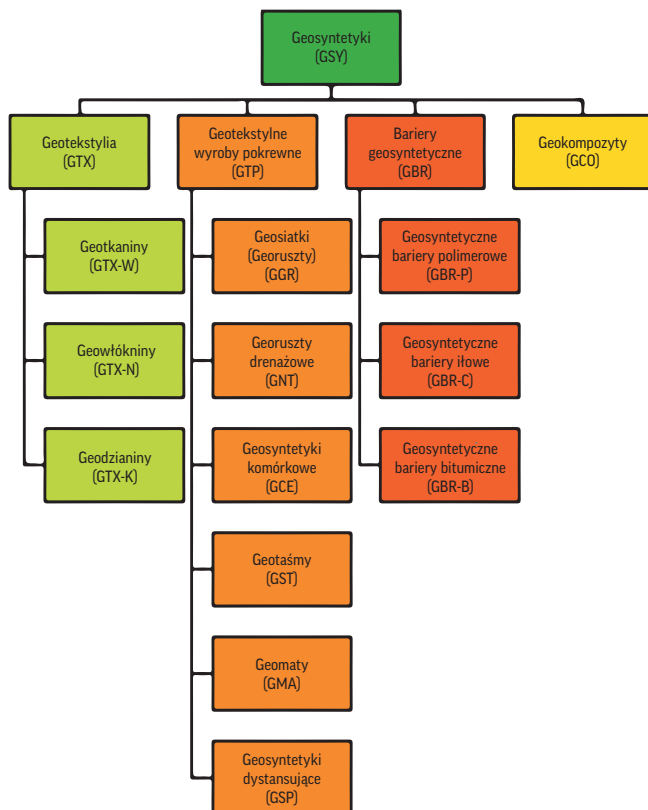 Geosyntetyki
(GSY)
Geotekstylia
(GTX)
Geotekstylne
wyroby pokrewne
(GTP)
Bariery
geosyntetyczne
(GBR)
Geokompozyty
(GCO)
Geotkaniny
(GTX-W)
Geowłókniny
(GTX-N)
Geodzianiny
(GTX-K)
Geosiatki
(Georuszty)
GGR)
Georuszty
drenażowe
(GNT)
Geosyntetyki
komórkowe
(GCE)
Geotaśmy
(GST)
Geomaty
(GMA)
Geosyntetyki
dystansujące
(GSP)
Geosyntetyczne
bariery polimerowe
(GBR-P)
Geosyntetyczne
bariery iłowe
(GBR-C)
Geosyntetyczne
bariery bitumiczne
(GBR-B)